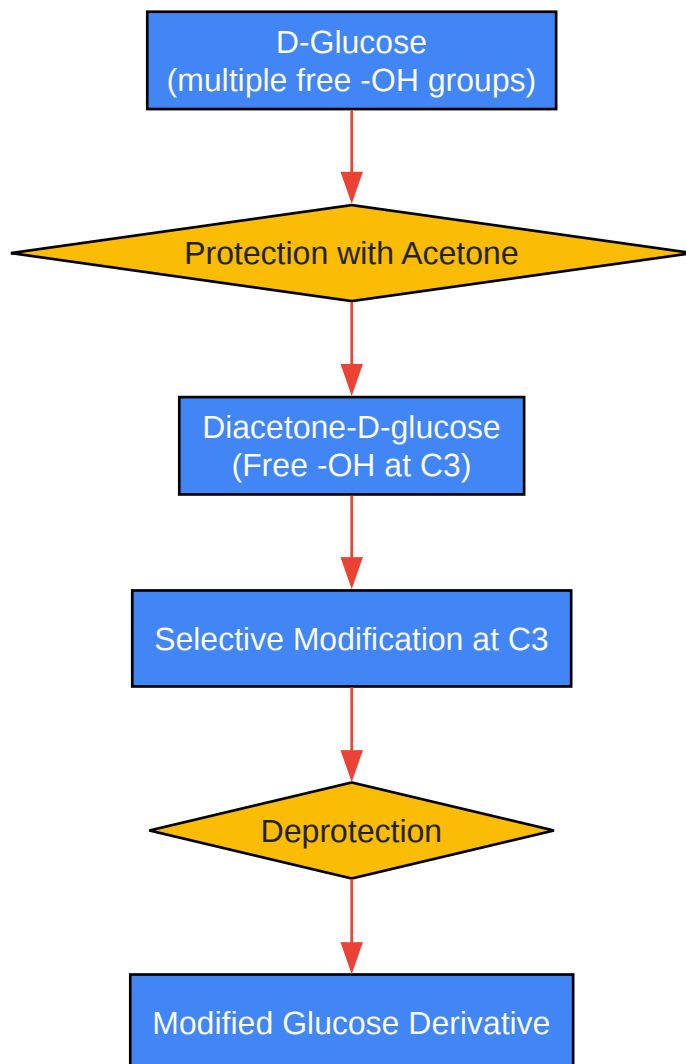 D-Glucose
(multiple free -OH groups)
Protection with Acetone
Diacetone-D-glucose
(Free -OH at C3)
Selective Modification at C3
Deprotection
Modified Glucose Derivative